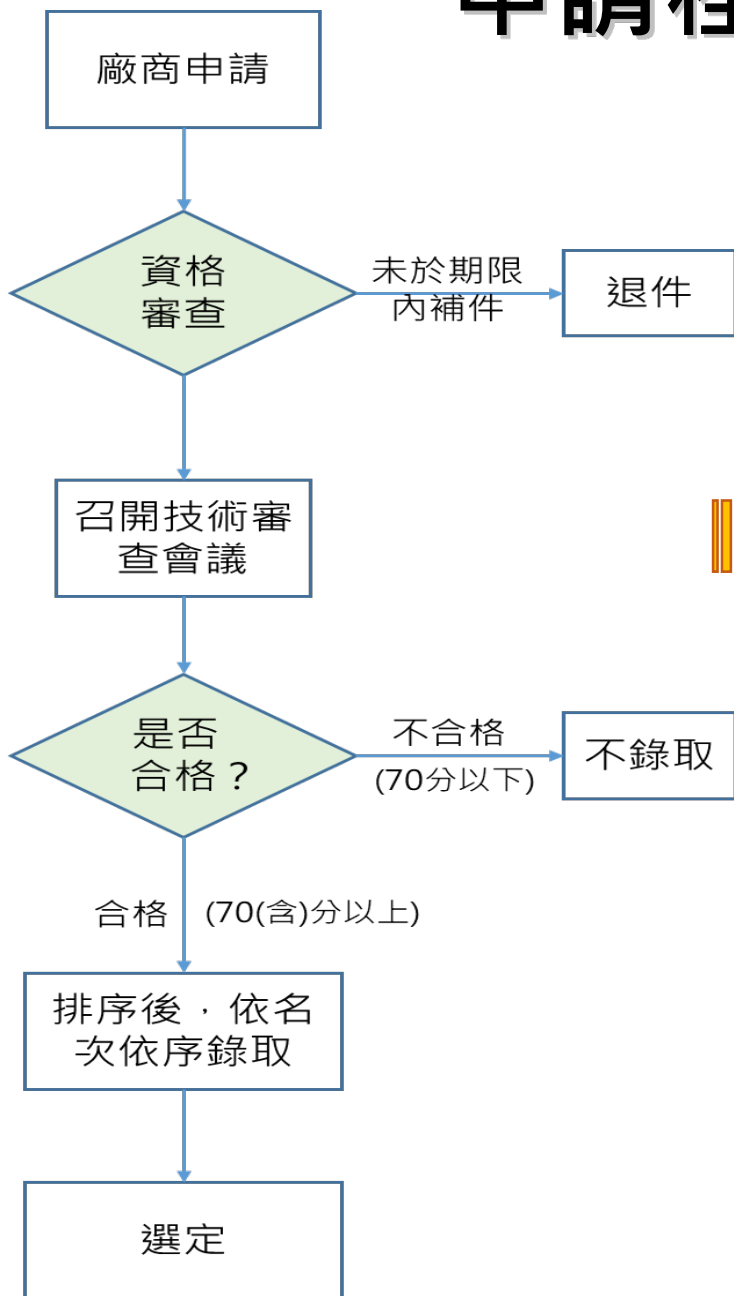 申請
廠商申請
資格
審查
未於期限
內補件
退件
召開技術審
查會議
是否
合格？
不合格
(70分以下)
不錄取
合格 (70(含)分以上)
排序後，依名
次依序錄取
選定